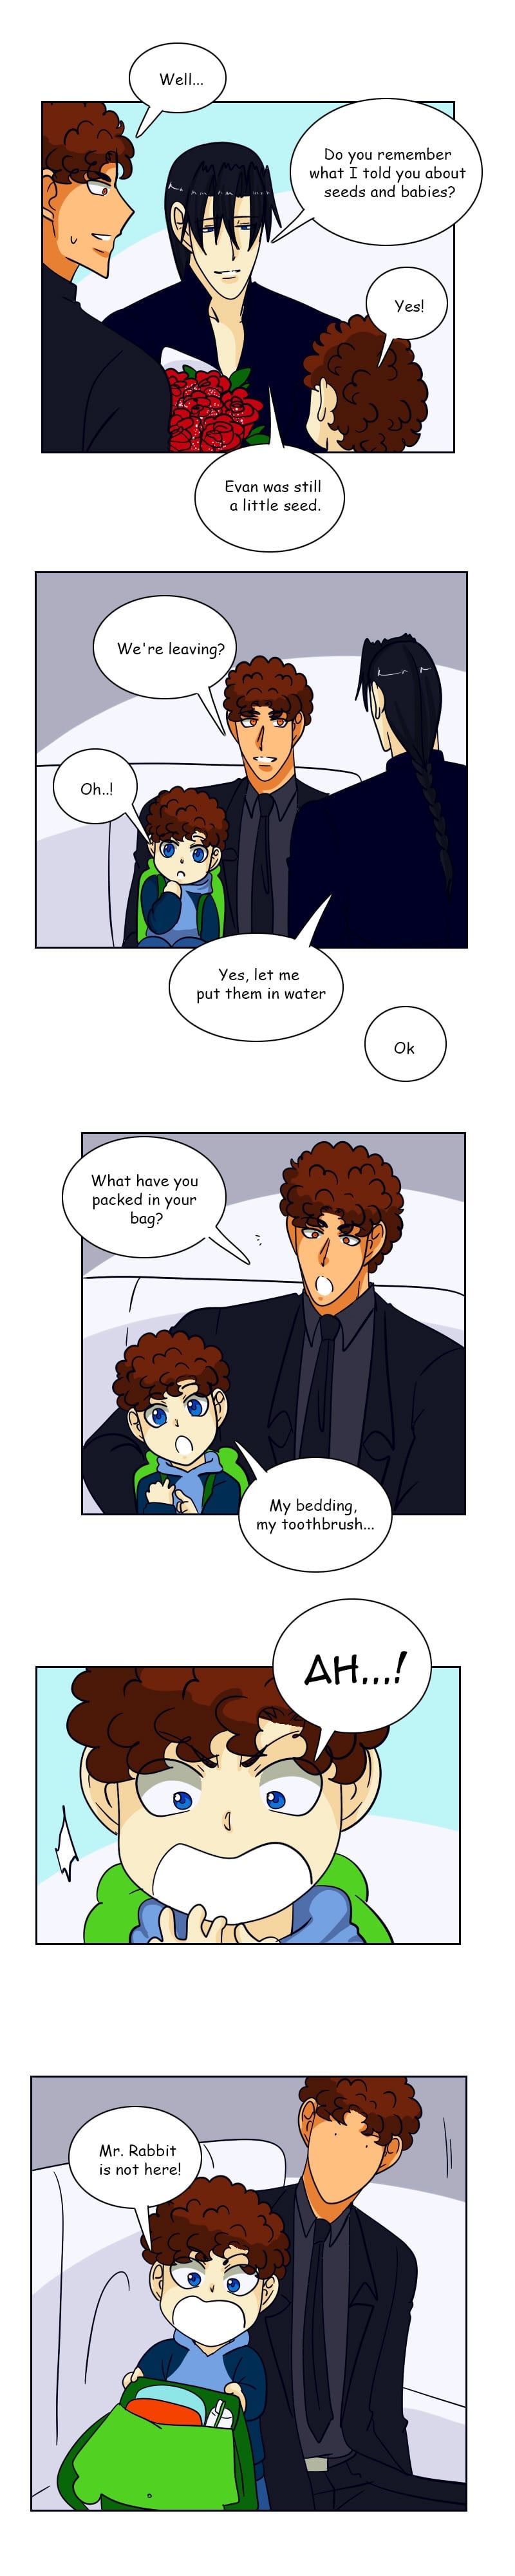 Well...
Do you remember
what I told you about
seeds and babies?
Yes!
Evan was still
a little seed.
We're leaving?
Oh..!
Yes, let me
put them in water
Ok
What have you
packed in your
bag?
My bedding,
my toothbrush...
AH...!
Mr. Rabbit
is not here!